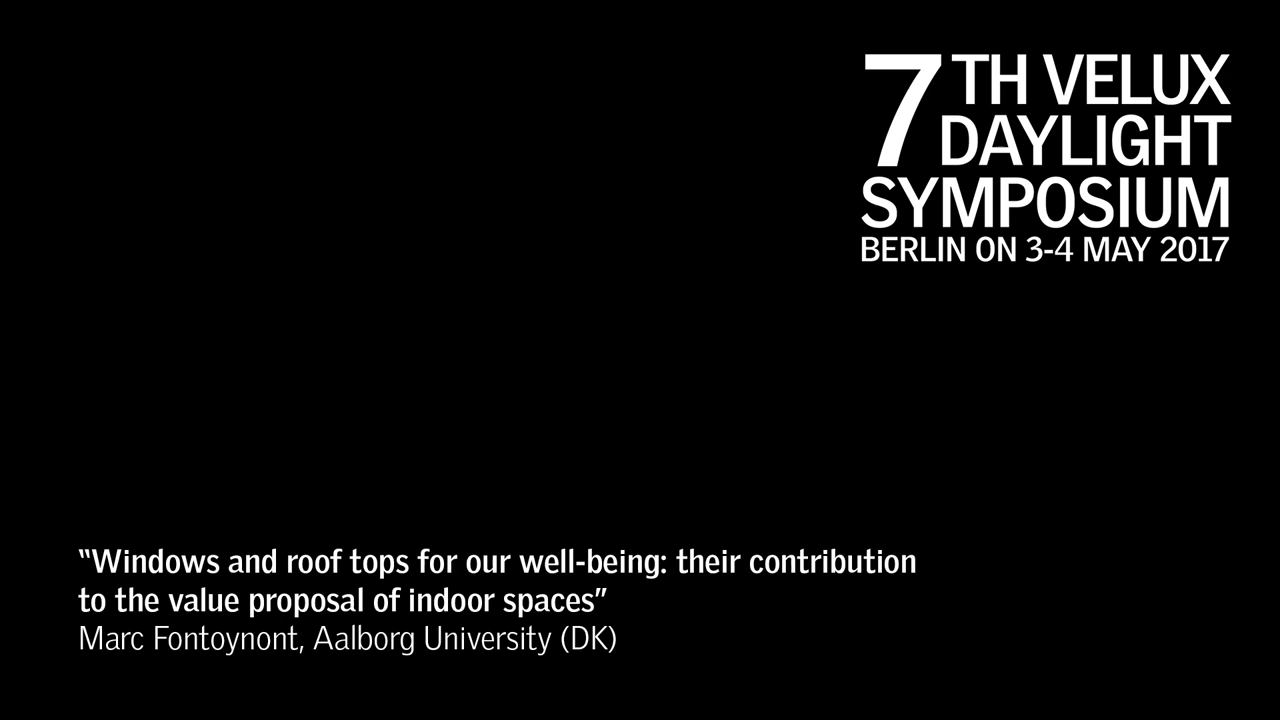 7TH VELUX
DAYLIGHT
SYMPOSIUM
BERLIN ON 3-4 MAY 2017
“Windows and roof tops for our well-being: their contribution
to the value proposal of indoor spaces”
Marc Fontoynont, Aalborg University (DK)